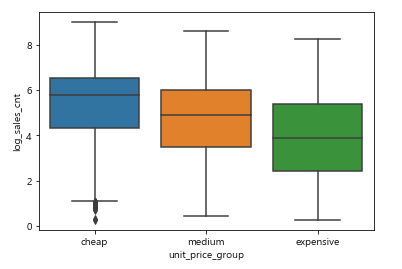 8
6
4
2
0
log_sales_cnt
cheap
medium
expensive
unit_price_group